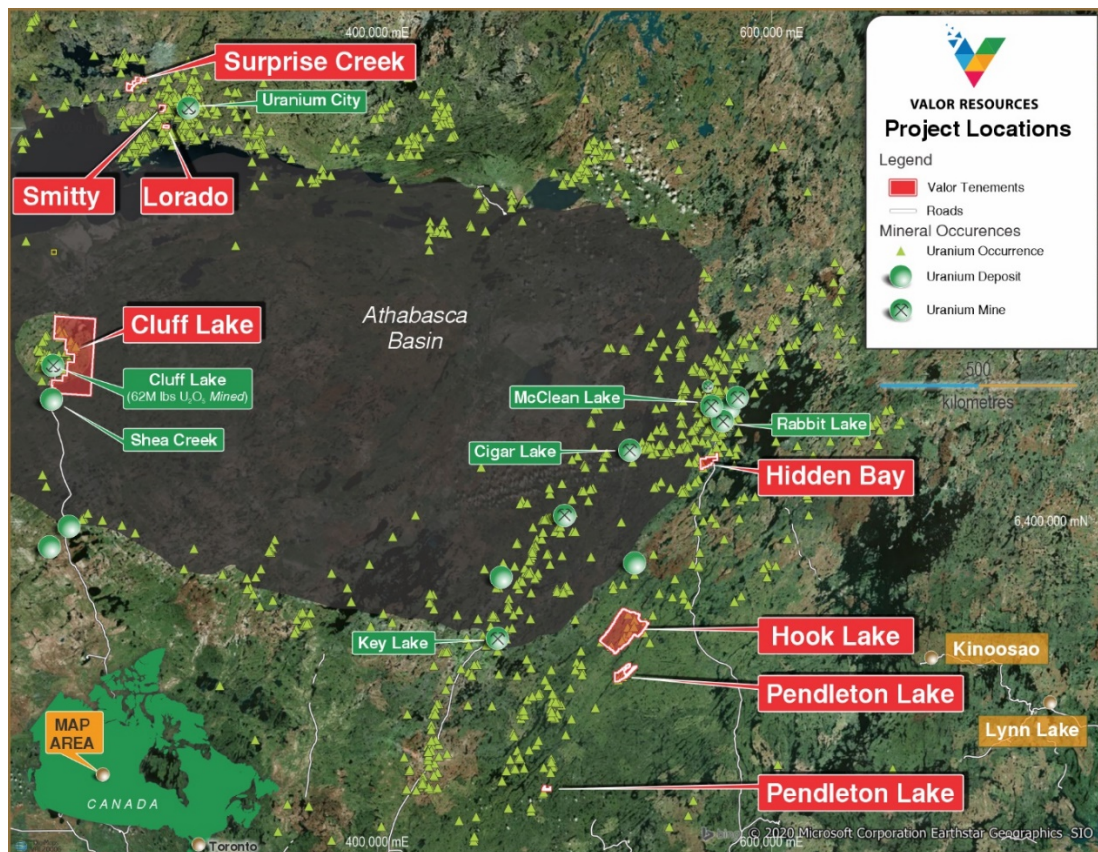 400,000 mE
600,000 mE
Surprise Creek
Uranium City
Smitty
Lorado
VALOR RESOURCES
Project Locations
Legend
Valor Tenements
Roads
Mineral Occurences
Uranium Occurrence
Uranium Deposit
Uranium Mine
500
kilometres
Athabasca
Basin
Cluff Lake
Cluff Lake
(62M lbs U₃O₈ Mined)
Shea Creek
McClean Lake
Rabbit Lake
Cigar Lake
Hidden Bay
6,400,000 mN
Key Lake
Hook Lake
Kinoosao
Pendleton Lake
Lynn Lake
MAP
AREA
CANADA
Pendleton Lake
Toronto
400,000 mE
600,000 mE
© 2020 Microsoft Corporation Earthstar Geographics SIO